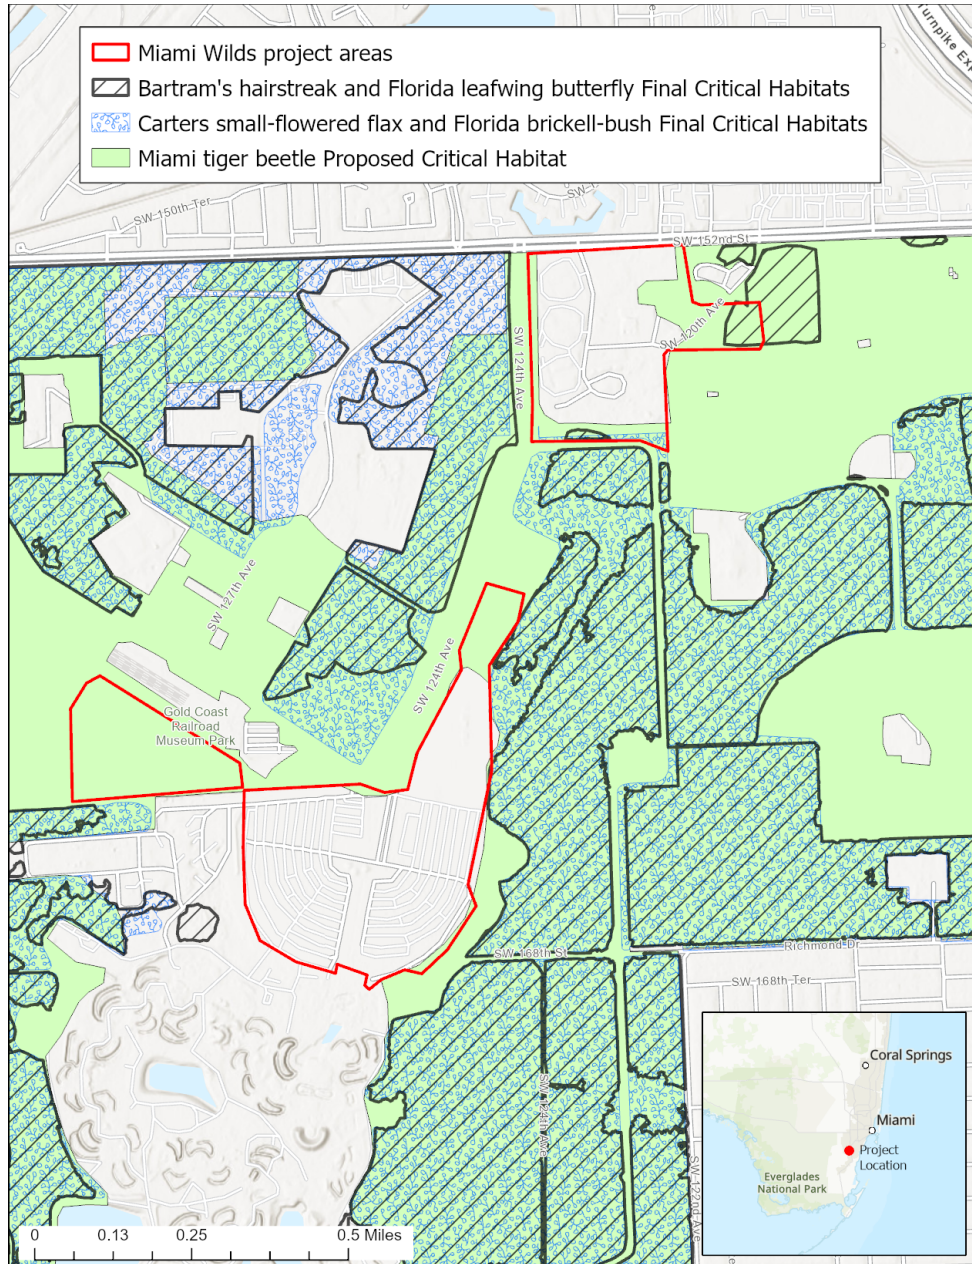 Turnpike Ex
Miami Wilds project areas
Bartram's hairstreak and Florida leafwing butterfly Final Critical Habitats
Carters small-flowered flax and Florida brickell-bush Final Critical Habitats
Miami tiger beetle Proposed Critical Habitat
SW 150th Ter
SW 152nd St
SW 120th Ave
SW 124th Ave
SW 127th Ave
SW 124th Ave
Gold Coast
Railroad
Museum Park
SW 168th St
Richmond Dr
SW 168th Ter
SW 124th Ave
SW 122nd Ave
Coral Springs
Miami
Project
Location
Everglades
National Park
0 0.13 0.25 0.5 Miles